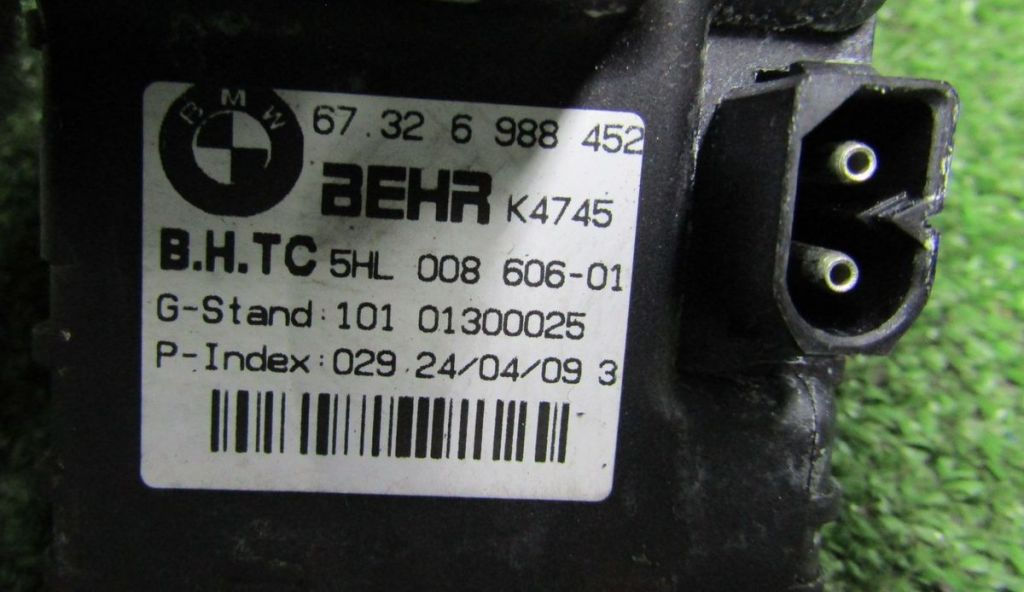 BMW 67.32 6 988 452
BEHR K4745
B.H.TC 5HL 008 606-01
G-Stand:101 01300025
P-Index:029 24/04/09 3